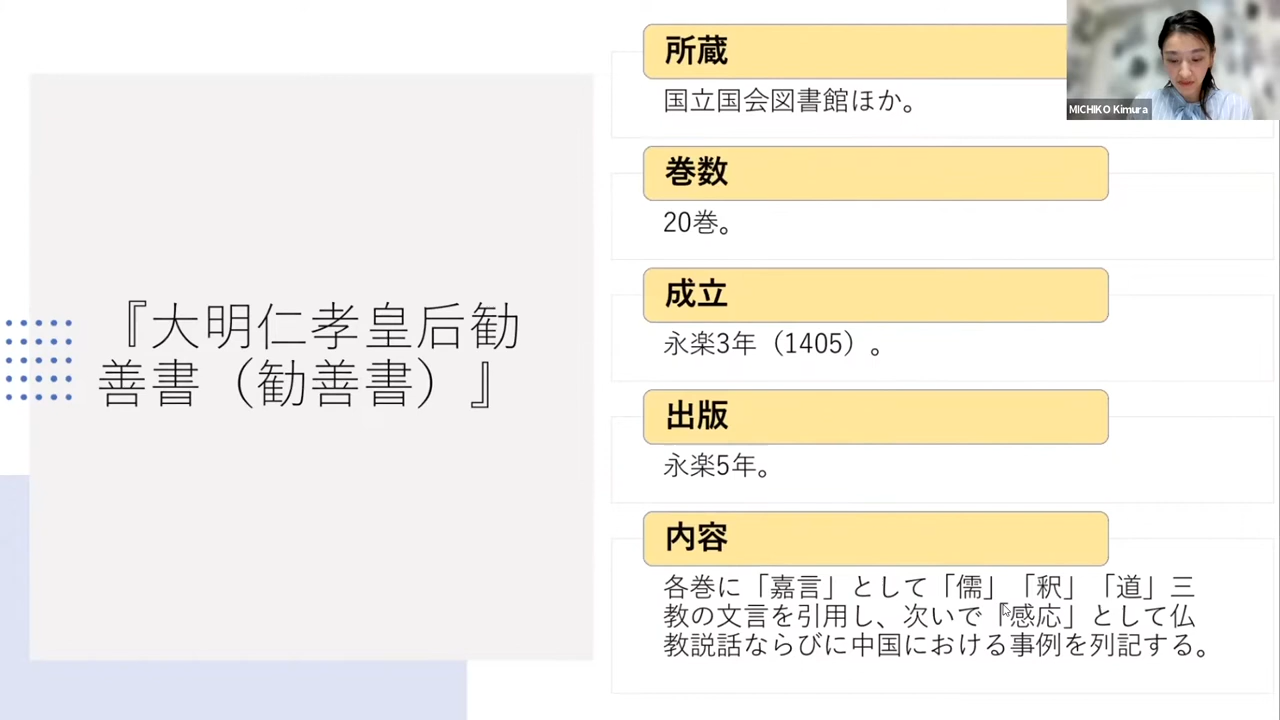 『大明仁孝皇后勧
善書（勧善書）』
所蔵
国立国会図書館ほか。
巻数
20巻。
成立
永楽3年（1405）。
出版
永楽5年。
内容
各巻に「嘉言」として「儒」「釈」「道」三
教の文言を引用し、次いで「感応」として仏
教説話ならびに中国における事例を列記する。
MICHIKO Kimura